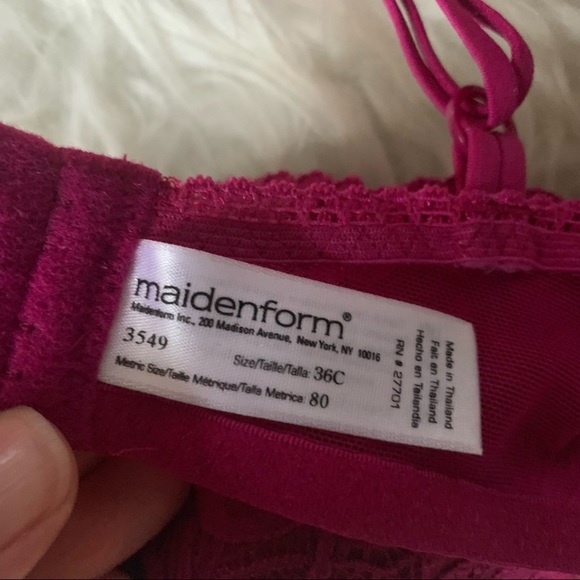 maidenform®
Maidenform Inc., 200 Madison Avenue, New York, NY 10016
3549
Size/Taille/Talla: 36C
Metric Size/Taille Métrique/Talla Metrica: 80
Made in Thailand
Fait en Thailand
Hecho en Tailandia
RN # 27701